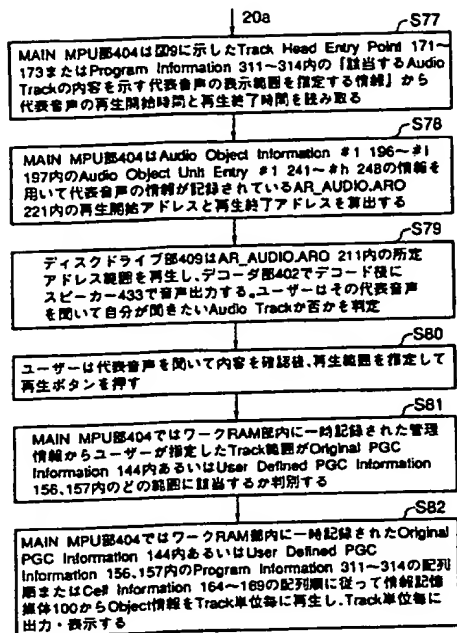 20a
S77
MAIN MPU部404は図9に示したTrack Head Entry Point 171~
173またはProgram Information 311~314内の「該当するAudio
Trackの内容を示す代表音声の表示範囲を指定する情報」から
代表音声の再生開始時間と再生終了時間を読み取る
S78
MAIN MPU部404はAudio Object Information #1 196~#l
197内のAudio Object Unit Entry #1 241~#h 248の情報を
用いて代表音声の情報が記録されているAR_AUDIO.ARO
221内の再生開始アドレスと再生終了アドレスを算出する
S79
ディスクドライブ部409はAR_AUDIO.ARO 211内の所定
アドレス範囲を再生し、デコーダ部402でデコード後に
スピーカー433で音声出力する。ユーザーはその代表音声
を聞いて自分が聞きたいAudio Trackか否かを判定
S80
ユーザーは代表音声を聞いて内容を確認後、再生範囲を指定して
再生ボタンを押す
S81
MAIN MPU部404ではワークRAM部内に一時記録された管理
情報からユーザーが指定したTrack範囲がOriginal PGC
Information 144内あるいはUser Defined PGC Information
156,157内のどの範囲に該当するか判別する
S82
MAIN MPU部404ではワークRAM部内に一時記録されたOriginal
PGC Information 144内あるいはUser Defined PGC
Information 156,157内のProgram Information 311~314の配列
順またはCell Information 164~169の配列順に従って情報記憶
媒体100からObject情報をTrack単位毎に再生し、Track単位毎に
出力・表示する